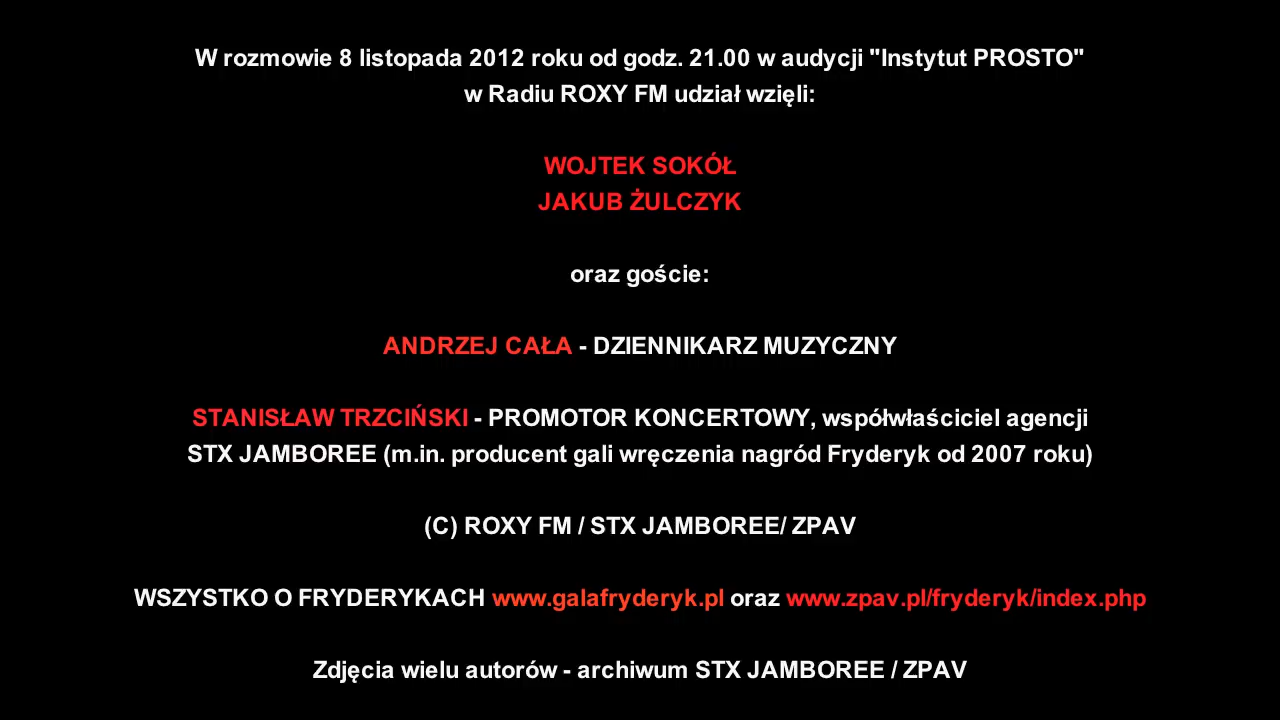 W rozmowie 8 listopada 2012 roku od godz. 21.00 w audycji "Instytut PROSTO"
w Radiu ROXY FM udział wzięli:
WOJTEK SOKÓŁ
JAKUB ŻULCZYK
oraz goście:
ANDRZEJ CAŁA - DZIENNIKARZ MUZYCZNY
STANISŁAW TRZCIŃSKI - PROMOTOR KONCERTOWY, współwłaściciel agencji
STX JAMBOREE (m.in. producent gali wręczenia nagród Fryderyk od 2007 roku)
(C) ROXY FM / STX JAMBOREE/ ZPAV
WSZYSTKO O FRYDERYKACH www.galafryderyk.pl oraz www.zpav.pl/fryderyk/index.php
Zdjęcia wielu autorów - archiwum STX JAMBOREE / ZPAV